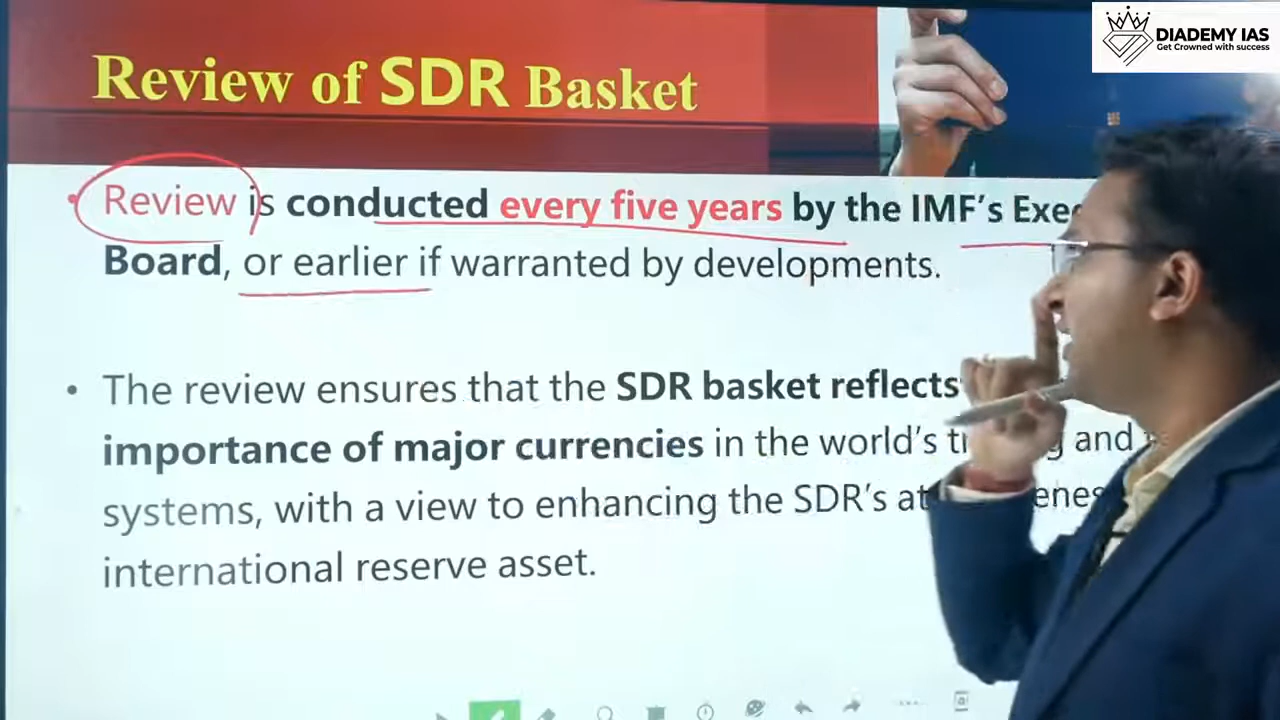 DIADEMY IAS
Get Crowned with success
Review of SDR Basket
• Review is conducted every five years by the IMF's
Board, or earlier if warranted by developments.
• The review ensures that the SDR basket reflects
importance of major currencies in the world's and
systems, with a view to enhancing the SDR's
international reserve asset.